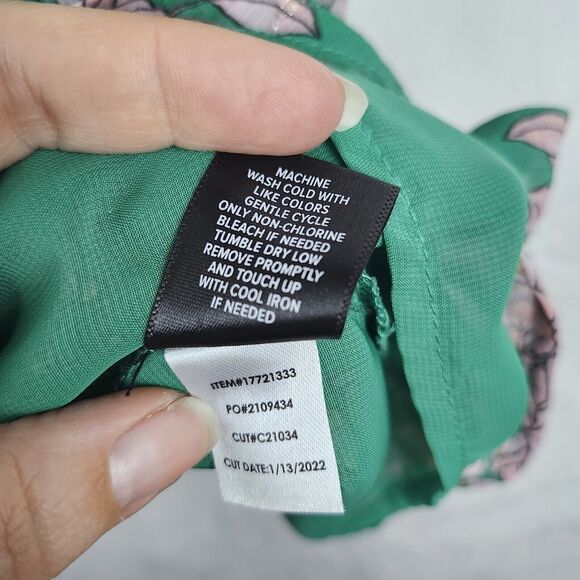 MACHINE
WASH COLD WITH
LIKE COLORS
GENTLE CYCLE
ONLY NON-CHLORINE
BLEACH IF NEEDED
TUMBLE DRY LOW
REMOVE PROMPTLY
AND TOUCH UP
WITH COOL IRON
IF NEEDED
ITEM#17721333
PO#2109434
CUT#C21034
CUT DATE:1/13/2022